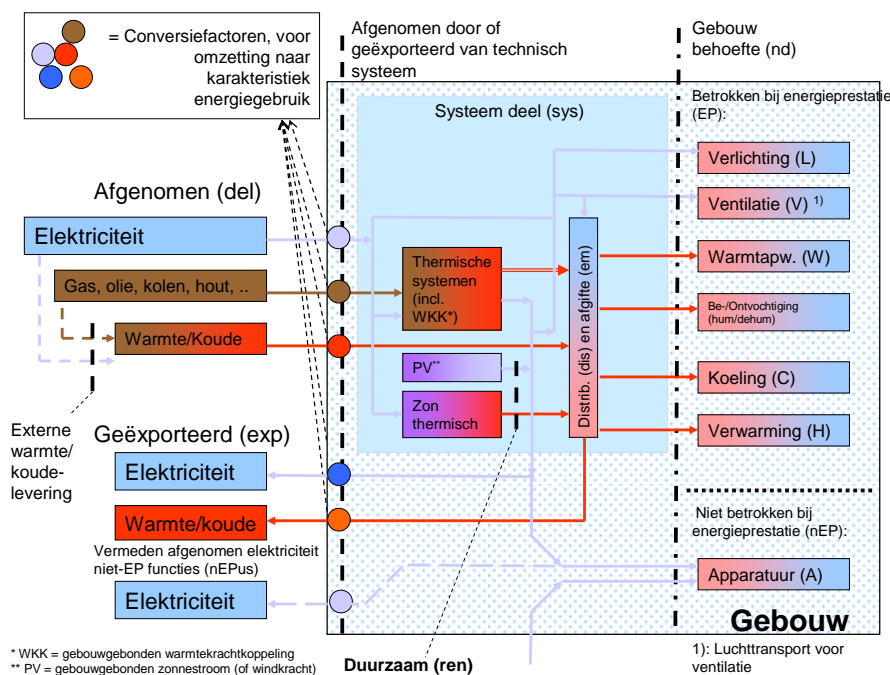 = Conversiefactoren, voor
omzetting naar
karakteristiek
energiegebruik
Afgenomen door of
geëxporteerd van technisch
systeem
Gebouw
behoefte (nd)
Systeem deel (sys)
Betrokken bij energieprestatie
(EP):
Verlichting (L)
Ventilatie (V) 1)
Warmtapw. (W)
Be-/Ontvochtiging
(hum/dehum)
Koeling (C)
Verwarming (H)
Afgenomen (del)
Elektriciteit
Gas, olie, kolen, hout, ..
Warmte/Koude
Thermische
systemen
(incl.
WKK*)
PV**
Zon
thermisch
Distrib. (dis) en afgifte (em)
Externe
warmte/
koude-
levering
Geëxporteerd (exp)
Elektriciteit
Warmte/koude
Vermeden afgenomen elektriciteit
niet-EP functies (nEPus)
Elektriciteit
Niet betrokken bij
energieprestatie (nEP):
Apparatuur (A)
Gebouw
* WKK = gebouwgebonden warmtekrachtkoppeling
** PV = gebouwgebonden zonnestroom (of windkracht)
Duurzaam (ren)
1): Luchttransport voor
ventilatie